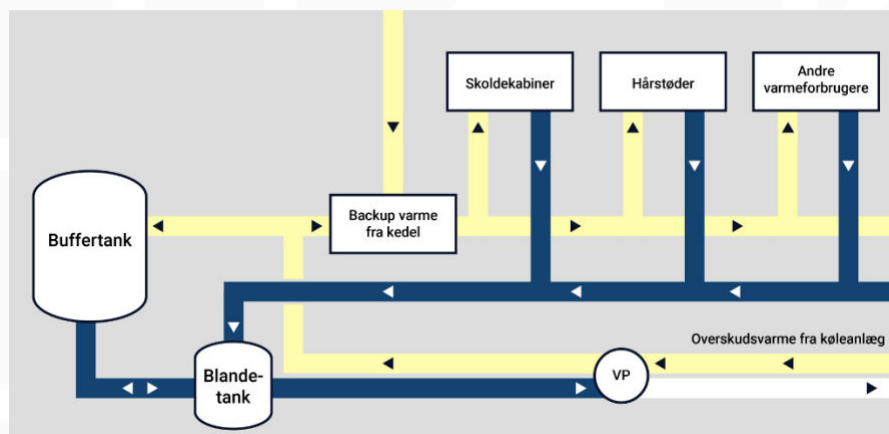 Skoldekabiner
Hårstøder
Andre
varmeforbrugere
Backup varme
fra kedel
Buffertank
Overskudsvarme fra køleanlæg
VP
Blande-
tank